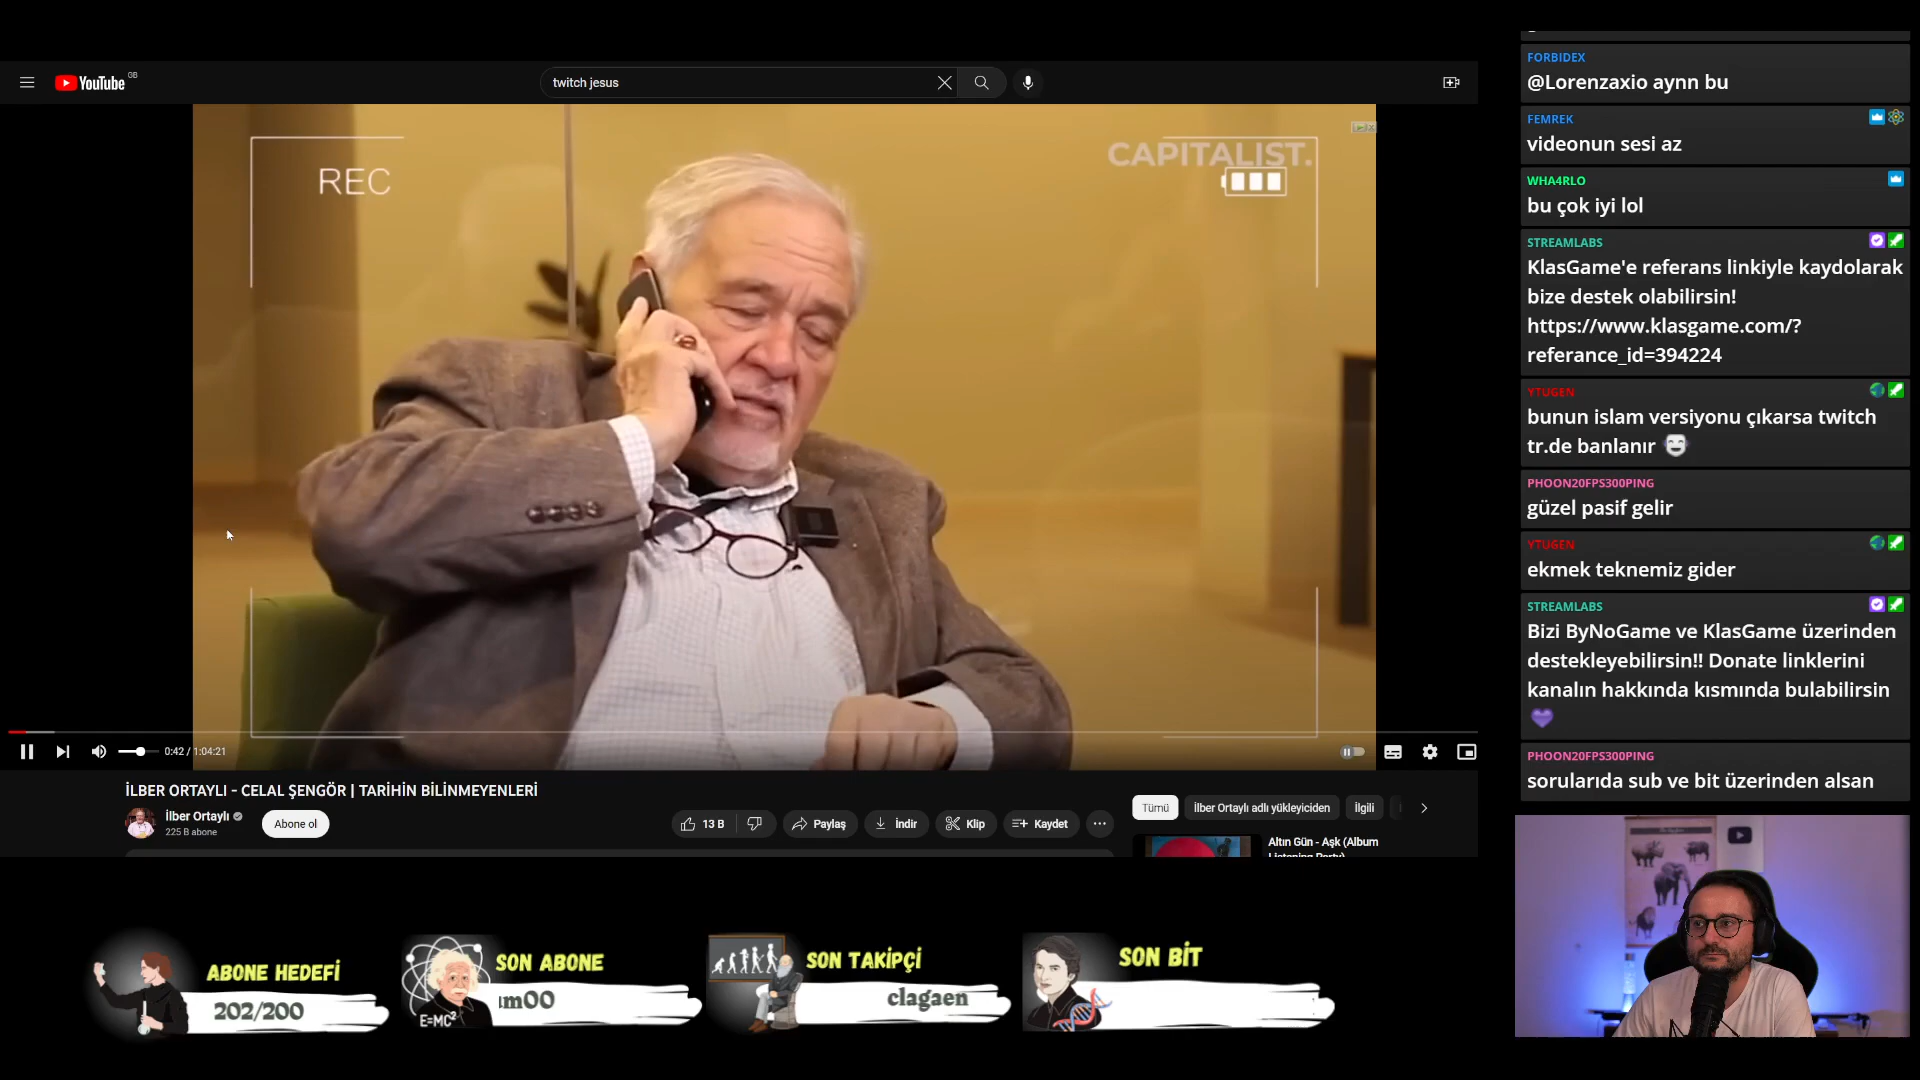 YouTube GB
twitch jesus
REC
CAPITALIST.
0:42 / 1:04:21
İLBER ORTAYLI - CELAL ŞENGÖR | TARİHİN BİLİNMEYENLERİ
İlber Ortaylı
225 B abone
Abone ol
13 B
Paylaş
İndir
Klip
Kaydet
Tümü
İlber Ortaylı adlı yükleyiciden
İlgili
Altın Gün - Aşk (Album
Listening Party)
FORBIDEX
@Lorenzaxio aynn bu
FEMREK
videonun sesi az
WHA4RLO
bu çok iyi lol
STREAMLABS
KlasGame'e referans linkiyle kaydolarak
bize destek olabilirsin!
https://www.klasgame.com/?
referance_id=394224
YTUGEN
bunun islam versiyonu çıkarsa twitch
tr.de banlanır
PHOON20FPS300PING
güzel pasif gelir
YTUGEN
ekmek teknemiz gider
STREAMLABS
Bizi ByNoGame ve KlasGame üzerinden
destekleyebilirsin!! Donate linklerini
kanalın hakkında kısmında bulabilirsin
PHOON20FPS300PING
sorularıda sub ve bit üzerinden alsan
ABONE HEDEFİ
202/200
E=MC²
SON ABONE
m00
SON TAKİPÇİ
clagaen
SON BİT